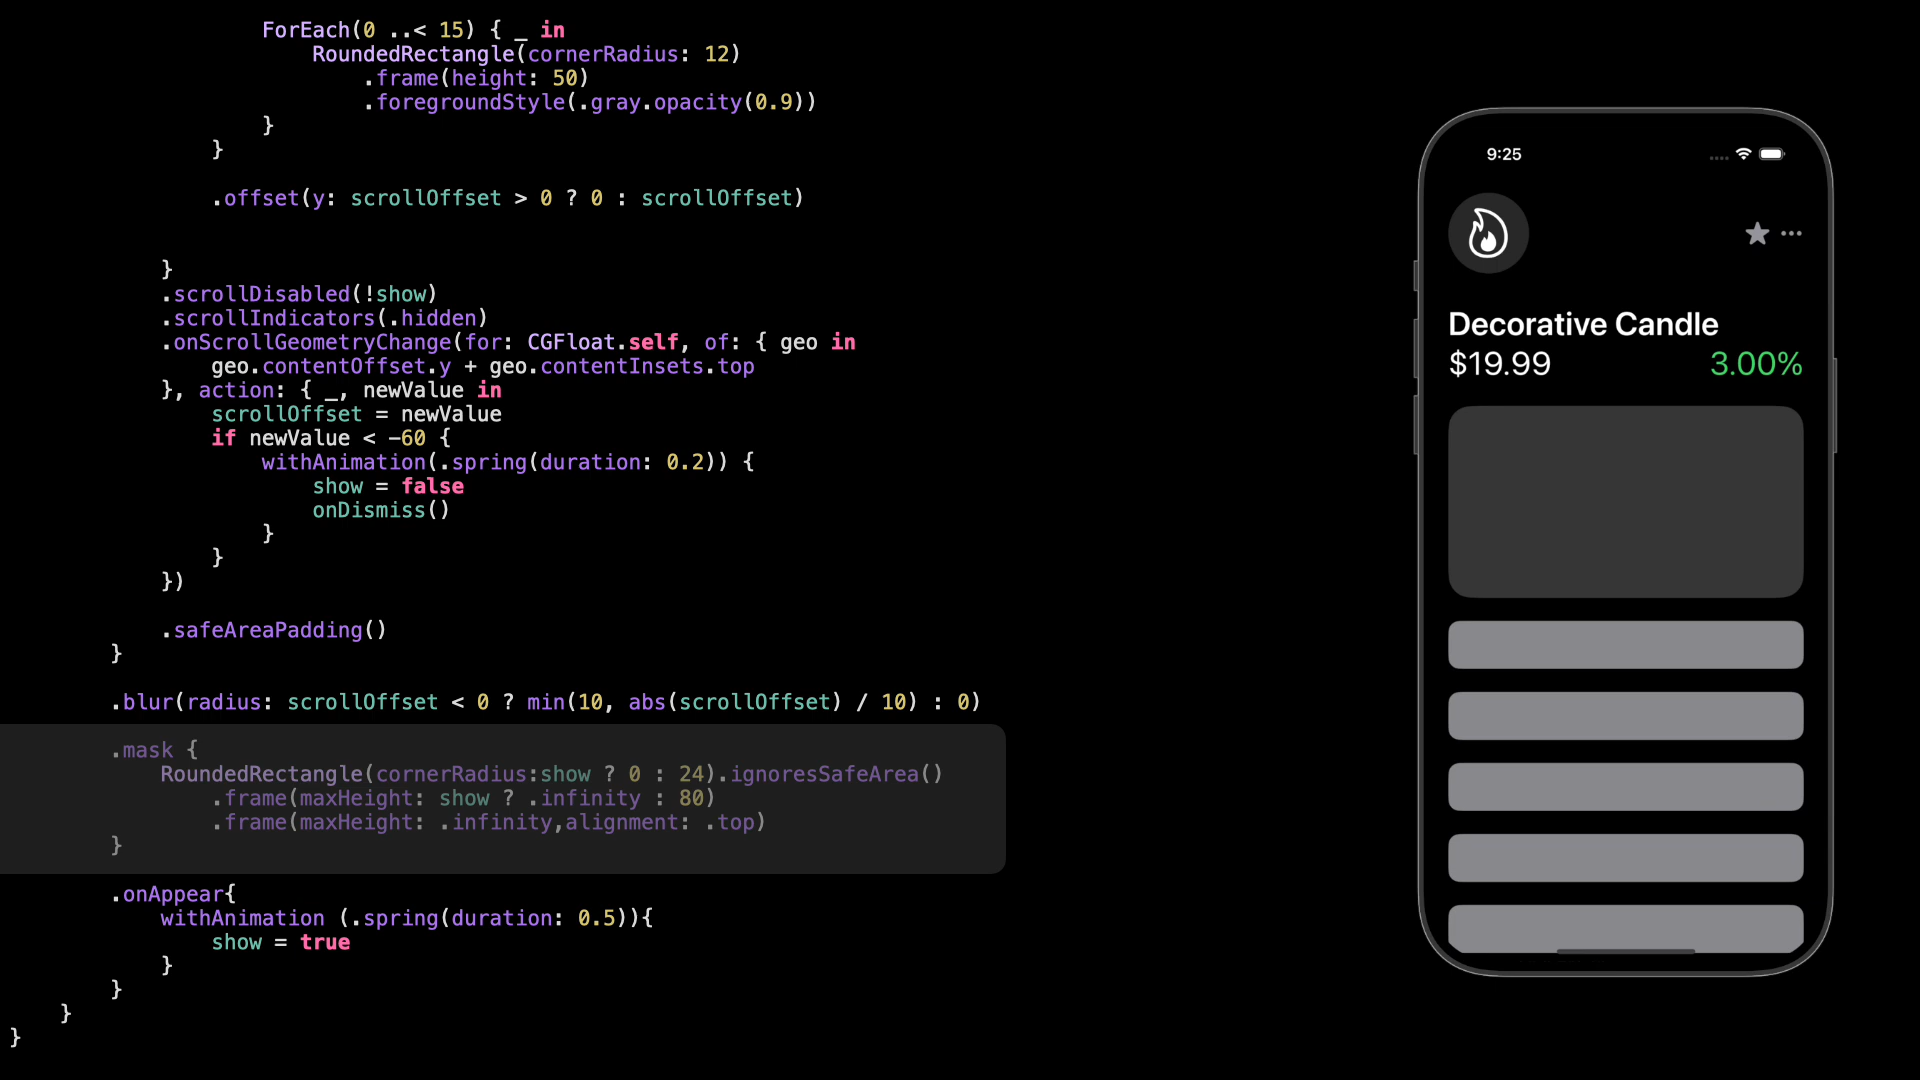 ForEach(0 ..< 15) { _ in
RoundedRectangle(cornerRadius: 12)
.frame(height: 50)
.foregroundStyle(.gray.opacity(0.9))
}
}
.offset(y: scrollOffset > 0 ? 0 : scrollOffset)
}
.scrollDisabled(!show)
.scrollIndicators(.hidden)
.onScrollGeometryChange(for: CGFloat.self, of: { geo in
geo.contentOffset.y + geo.contentInsets.top
}, action: { _, newValue in
scrollOffset = newValue
if newValue < -60 {
withAnimation(.spring(duration: 0.2)) {
show = false
onDismiss()
}
}
})
.safeAreaPadding()
}
.blur(radius: scrollOffset < 0 ? min(10, abs(scrollOffset) / 10) : 0)
.mask {
RoundedRectangle(cornerRadius:show ? 0 : 24).ignoresSafeArea()
.frame(maxHeight: show ? .infinity : 80)
.frame(maxHeight: .infinity,alignment: .top)
}
.onAppear{
withAnimation (.spring(duration: 0.5)){
show = true
}
}
}
}
9:25
Decorative Candle
$19.99 3.00%